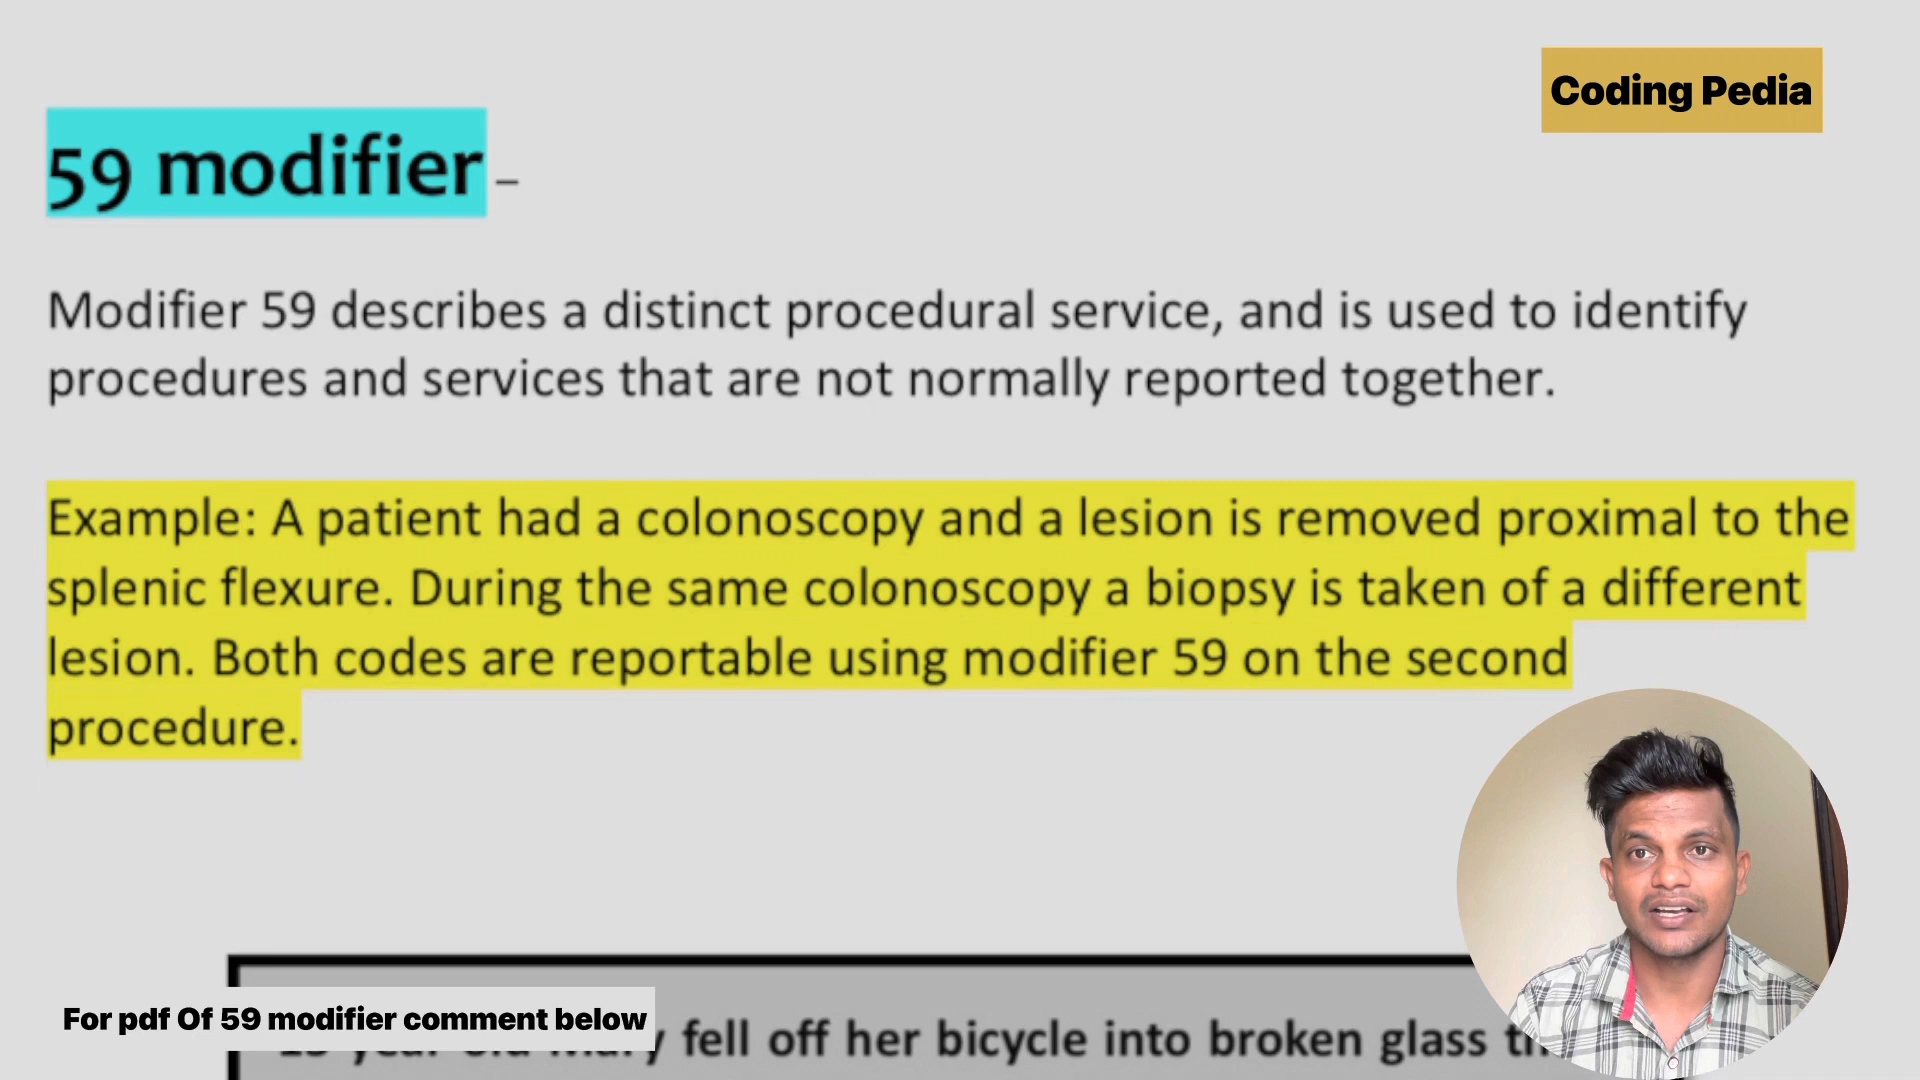 Coding Pedia
59 modifier –
Modifier 59 describes a distinct procedural service, and is used to identify
procedures and services that are not normally reported together.
Example: A patient had a colonoscopy and a lesion is removed proximal to the
splenic flexure. During the same colonoscopy a biopsy is taken of a different
lesion. Both codes are reportable using modifier 59 on the second
procedure.
For pdf Of 59 modifier comment below
fell off her bicycle into broken glass